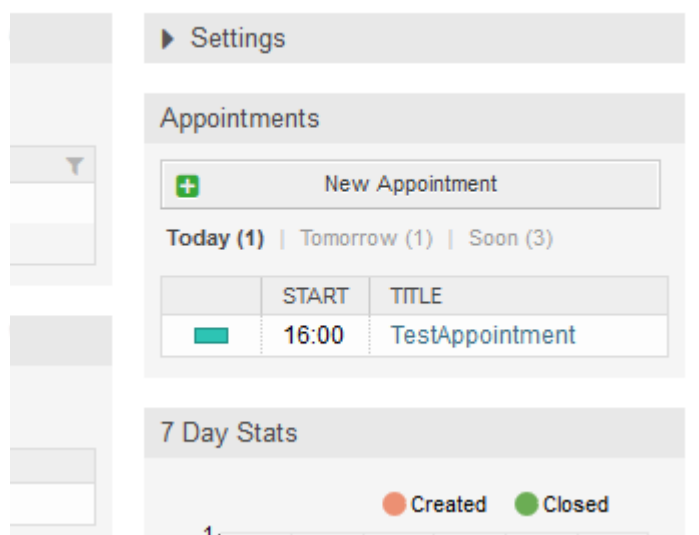 Settings
Appointments
New Appointment
Today (1) | Tomorrow (1) | Soon (3)
START TITLE
16:00 TestAppointment
7 Day Stats
Created Closed
1